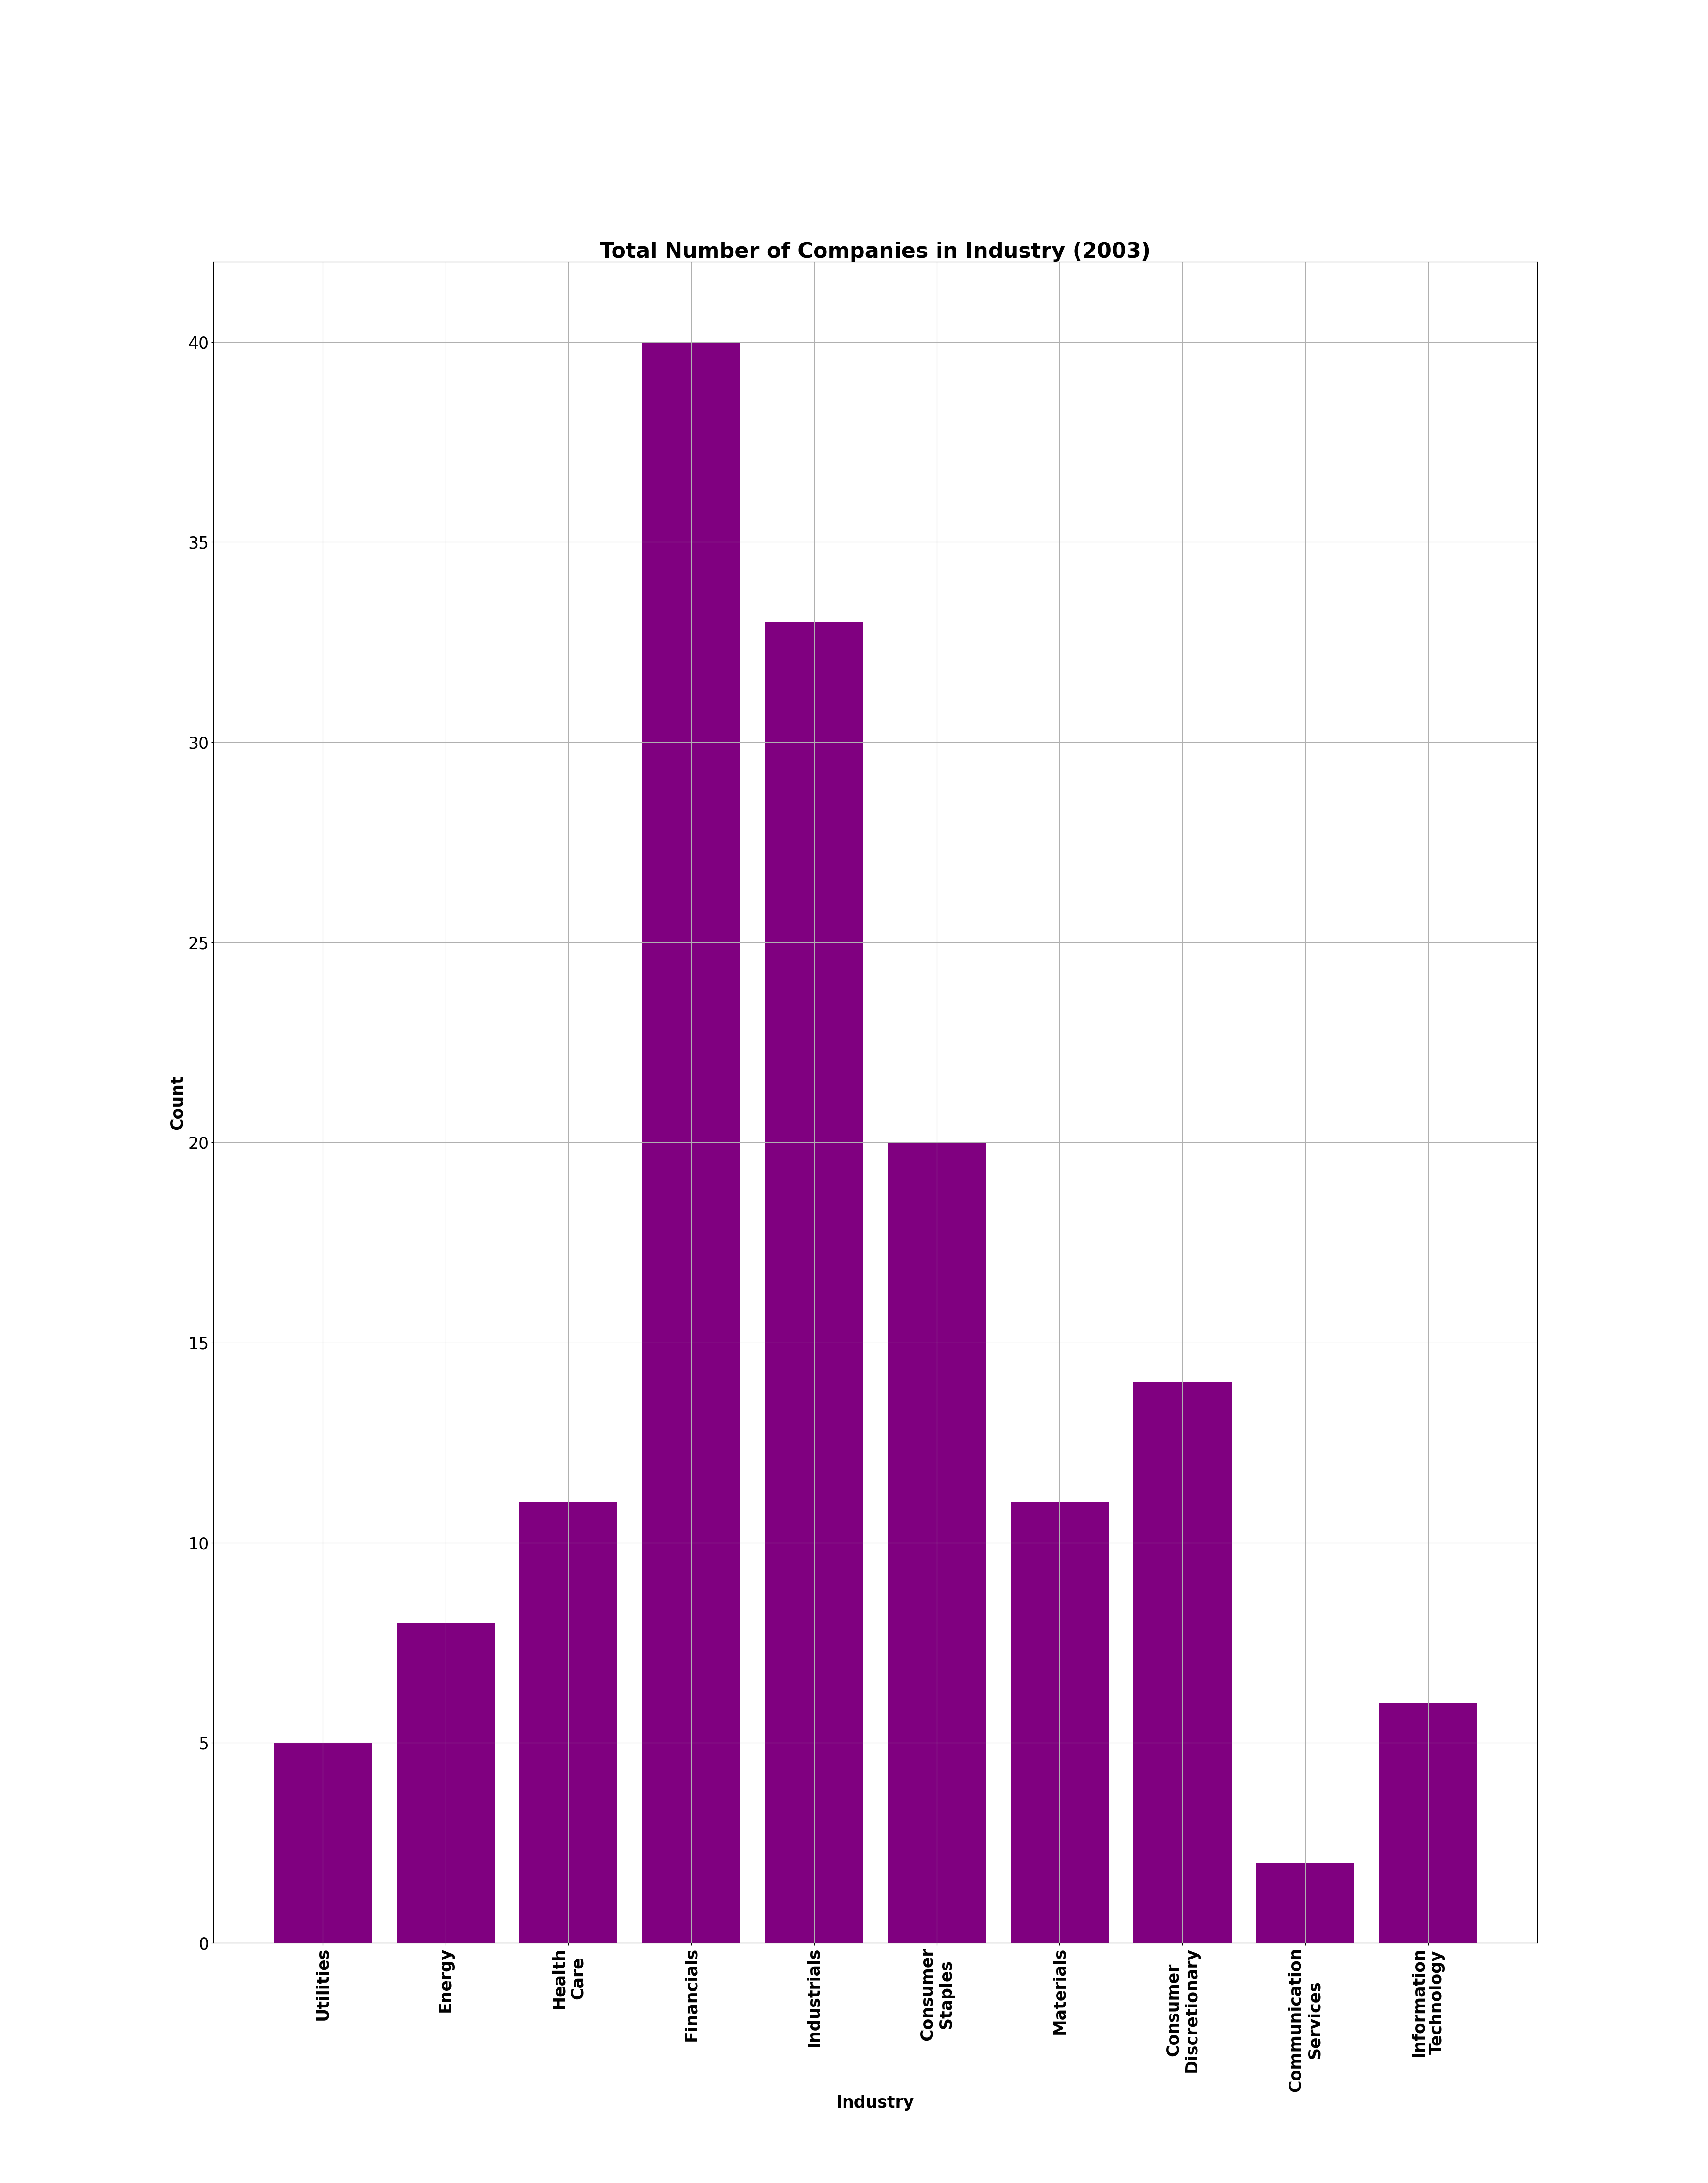 Total Number of Companies in Industry (2003)
40
35
30
25
20
15
10
5
0
Count
Utilities
Energy
Health
Care
Financials
Industrials
Consumer
Staples
Materials
Consumer
Discretionary
Communication
Services
Information
Technology
Industry